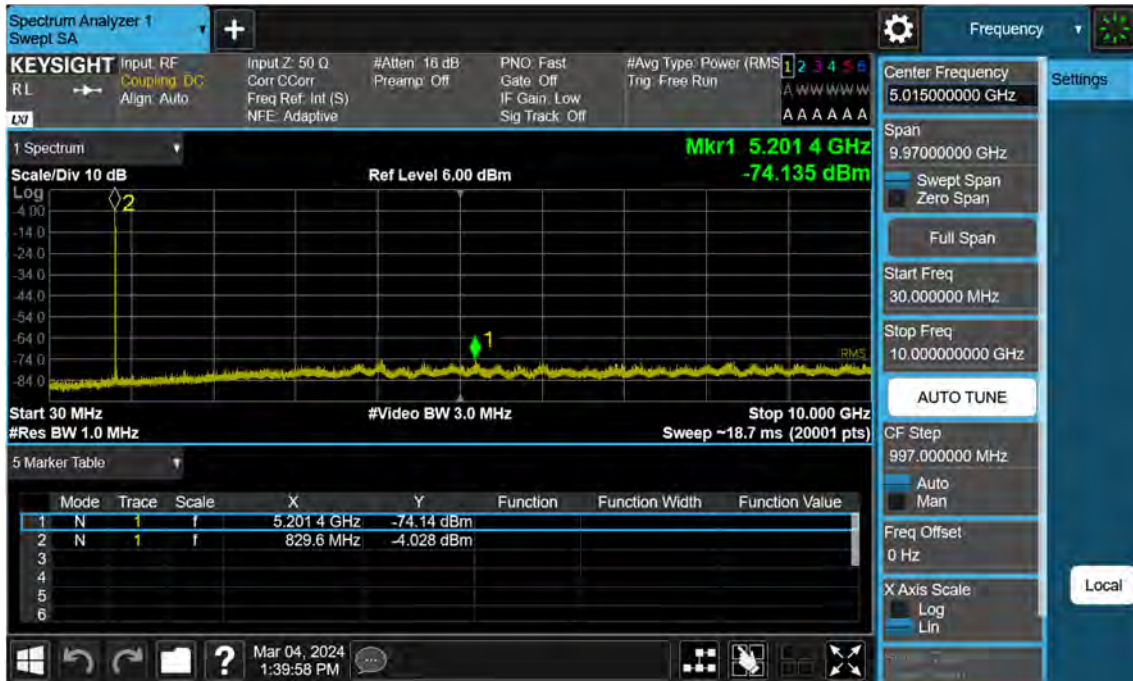 Spectrum Analyzer 1
Swept SA
+
Frequency
KEYSIGHT
RL
LXI
Input: RF
Coupling: DC
Align: Auto
Input Z: 50 Ω
Corr CCorr
Freq Ref: Int (S)
NFE: Adaptive
#Atten: 16 dB
Preamp: Off
PNO: Fast
Gate: Off
IF Gain: Low
Sig Track: Off
#Avg Type: Power (RMS
Trig: Free Run
1 2 3 4 5 6
A W W W W W
A A A A A A
1 Spectrum
Scale/Div 10 dB
Ref Level 6.00 dBm
Mkr1 5.201 4 GHz
-74.135 dBm
Log
-4.00
-14.0
-24.0
-34.0
-44.0
-54.0
-64.0
-74.0
-84.0
2
1
RMS
Start 30 MHz
#Video BW 3.0 MHz
Stop 10.000 GHz
#Res BW 1.0 MHz
Sweep ~18.7 ms (20001 pts)
5 Marker Table
Mode Trace Scale X Y Function Function Width Function Value
1 N 1 f 5.201 4 GHz -74.14 dBm
2 N 1 f 829.6 MHz -4.028 dBm
3
4
5
6
?
Mar 04, 2024
1:39:58 PM
Center Frequency
5.015000000 GHz
Settings
Span
9.97000000 GHz
Swept Span
Zero Span
Full Span
Start Freq
30.000000 MHz
Stop Freq
10.000000000 GHz
AUTO TUNE
CF Step
997.000000 MHz
Auto
Man
Freq Offset
0 Hz
X Axis Scale
Log
Lin
Local